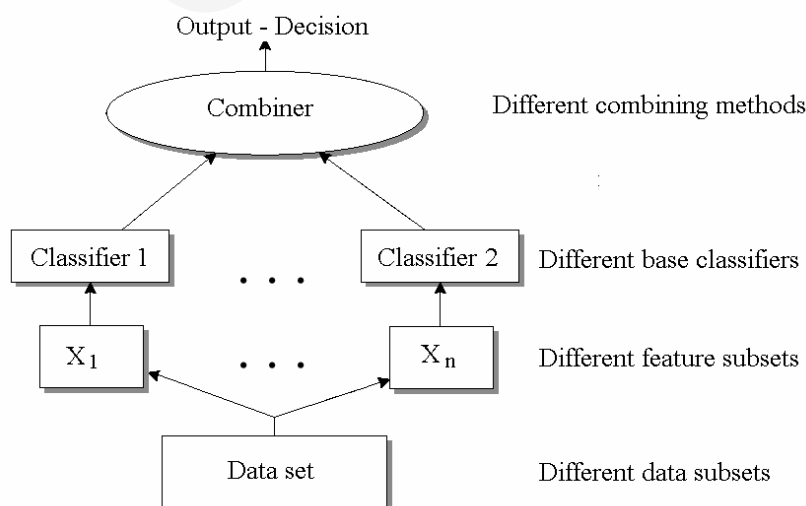 Output - Decision
Combiner
Different combining methods
Classifier 1
Classifier 2
Different base classifiers
. . .
X1
Xn
. . .
Different feature subsets
Data set
Different data subsets